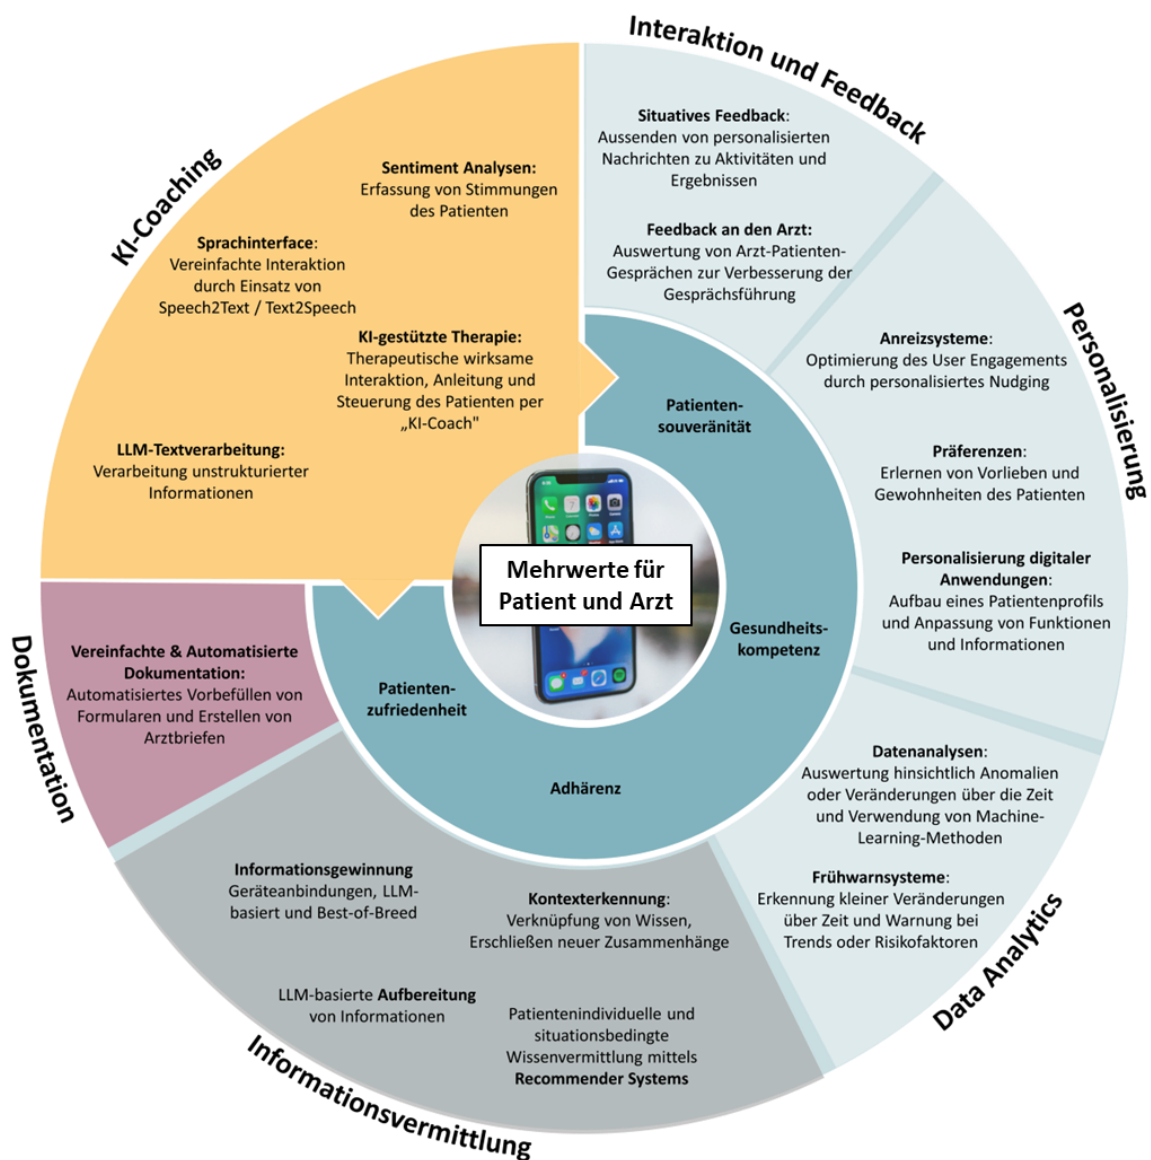 Interaktion und Feedback
Situatives Feedback:
Aussenden von personalisierten
Nachrichten zu Aktivitäten und
Ergebnissen
Feedback an den Arzt:
Auswertung von Arzt-Patienten-
Gesprächen zur Verbesserung der
Gesprächsführung
Personalisierung
Anreizsysteme:
Optimierung des User Engagements
durch personalisiertes Nudging
Präferenzen:
Erlernen von Vorlieben und
Gewohnheiten des Patienten
Personalisierung digitaler
Anwendungen:
Aufbau eines Patientenprofils
und Anpassung von Funktionen
und Informationen
Data Analytics
Datenanalysen:
Auswertung hinsichtlich Anomalien
oder Veränderungen über die Zeit
und Verwendung von Machine-
Learning-Methoden
Frühwarnsysteme:
Erkennung kleiner Veränderungen
über Zeit und Warnung bei
Trends oder Risikofaktoren
Informationsvermittlung
Informationsgewinnung
Geräteanbindungen, LLM-
basiert und Best-of-Breed
Kontexterkennung:
Verknüpfung von Wissen,
Erschließen neuer Zusammenhänge
LLM-basierte Aufbereitung
von Informationen
Patientenindividuelle und
situationsbedingte
Wissenvermittlung mittels
Recommender Systems
Dokumentation
Vereinfachte & Automatisierte
Dokumentation:
Automatisiertes Vorbefüllen von
Formularen und Erstellen von
Arztbriefen
KI-Coaching
Sentiment Analysen:
Erfassung von Stimmungen
des Patienten
Sprachinterface:
Vereinfachte Interaktion
durch Einsatz von
Speech2Text / Text2Speech
KI-gestützte Therapie:
Therapeutische wirksame
Interaktion, Anleitung und
Steuerung des Patienten per
„KI-Coach"
LLM-Textverarbeitung:
Verarbeitung unstrukturierter
Informationen
Patienten-
souveränität
Gesundheits-
kompetenz
Adhärenz
Patienten-
zufriedenheit
Mehrwerte für
Patient und Arzt